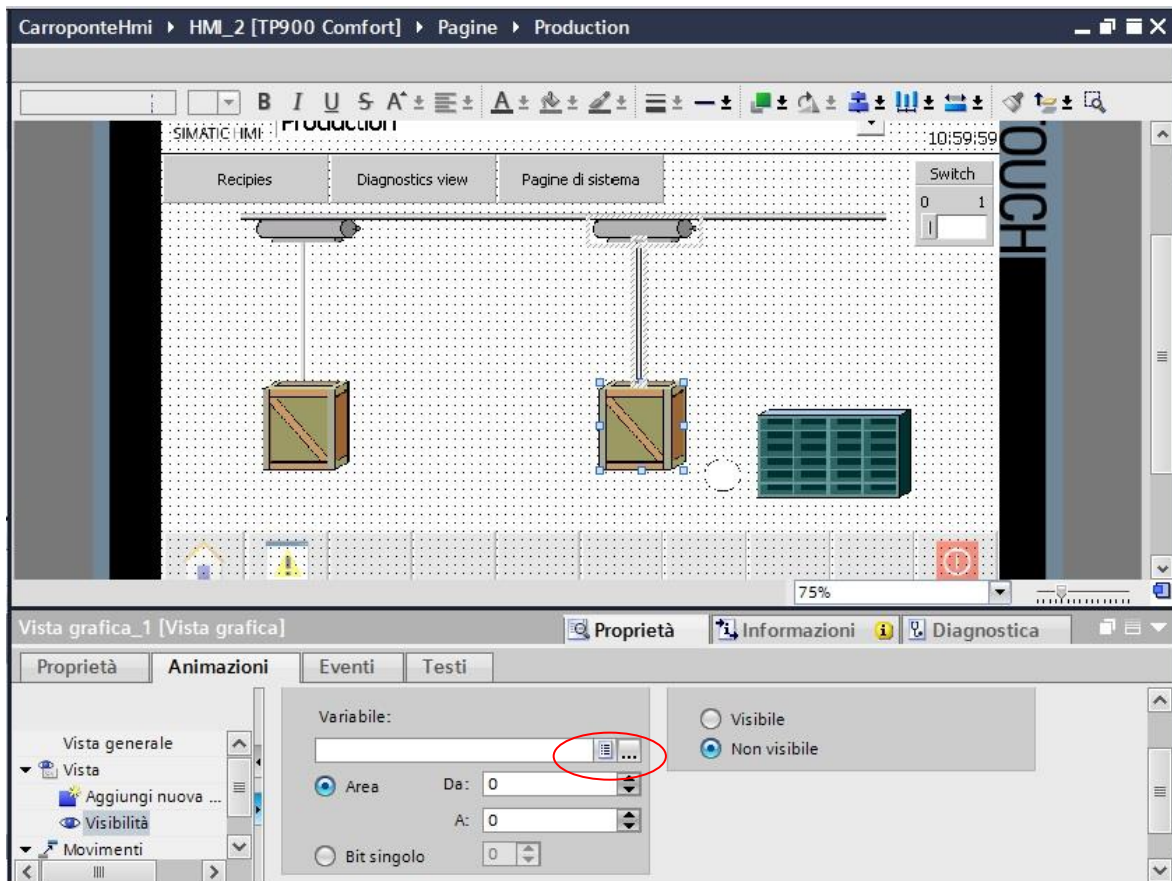 CarroponteHmi ▸ HMI_2 [TP900 Comfort] ▸ Pagine ▸ Production
B I U S A A
SIMATIC HMI Production 10:59:59
TOUCH
Recipies Diagnostics view Pagine di sistema Switch
0 1
75%
Vista grafica_1 [Vista grafica] Proprietà Informazioni Diagnostica
Proprietà Animazioni Eventi Testi
Variabile:
Visibile
Vista generale
...
Non visibile
Vista
Area Da: 0
Aggiungi nuova ...
A: 0
Visibilità
Movimenti
Bit singolo 0